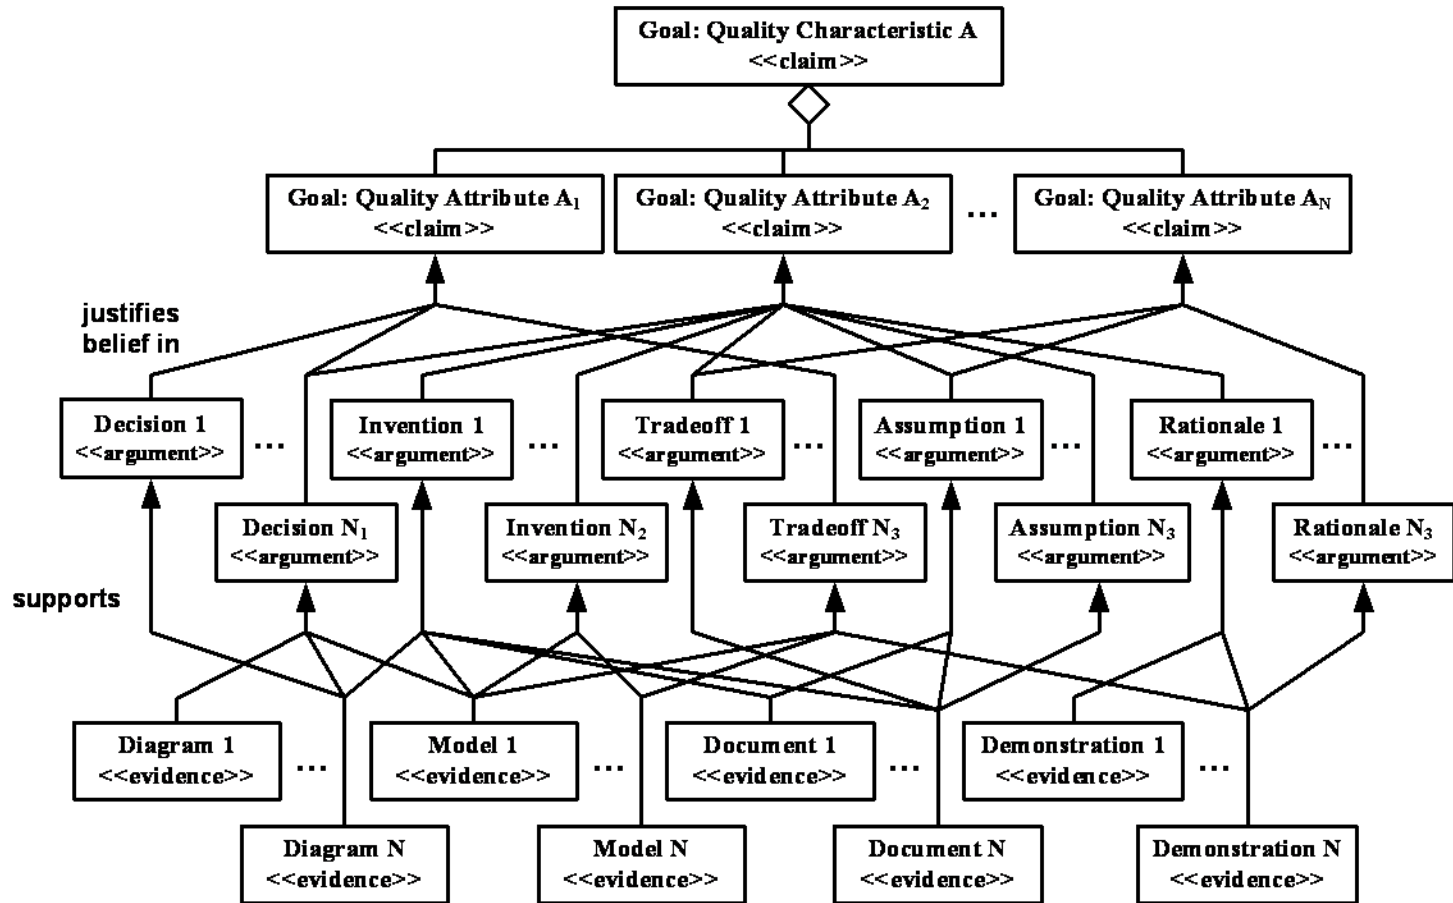 Goal: Quality Characteristic A
<<claim>>
Goal: Quality Attribute A₁
<<claim>>
Goal: Quality Attribute A₂
<<claim>>
...
Goal: Quality Attribute A_N
<<claim>>
justifies
belief in
Decision 1
<<argument>>
...
Invention 1
<<argument>>
...
Tradeoff 1
<<argument>>
...
Assumption 1
<<argument>>
...
Rationale 1
<<argument>>
...
Decision N₁
<<argument>>
Invention N₂
<<argument>>
Tradeoff N₃
<<argument>>
Assumption N₃
<<argument>>
Rationale N₃
<<argument>>
supports
Diagram 1
<<evidence>>
...
Model 1
<<evidence>>
...
Document 1
<<evidence>>
...
Demonstration 1
<<evidence>>
...
Diagram N
<<evidence>>
Model N
<<evidence>>
Document N
<<evidence>>
Demonstration N
<<evidence>>